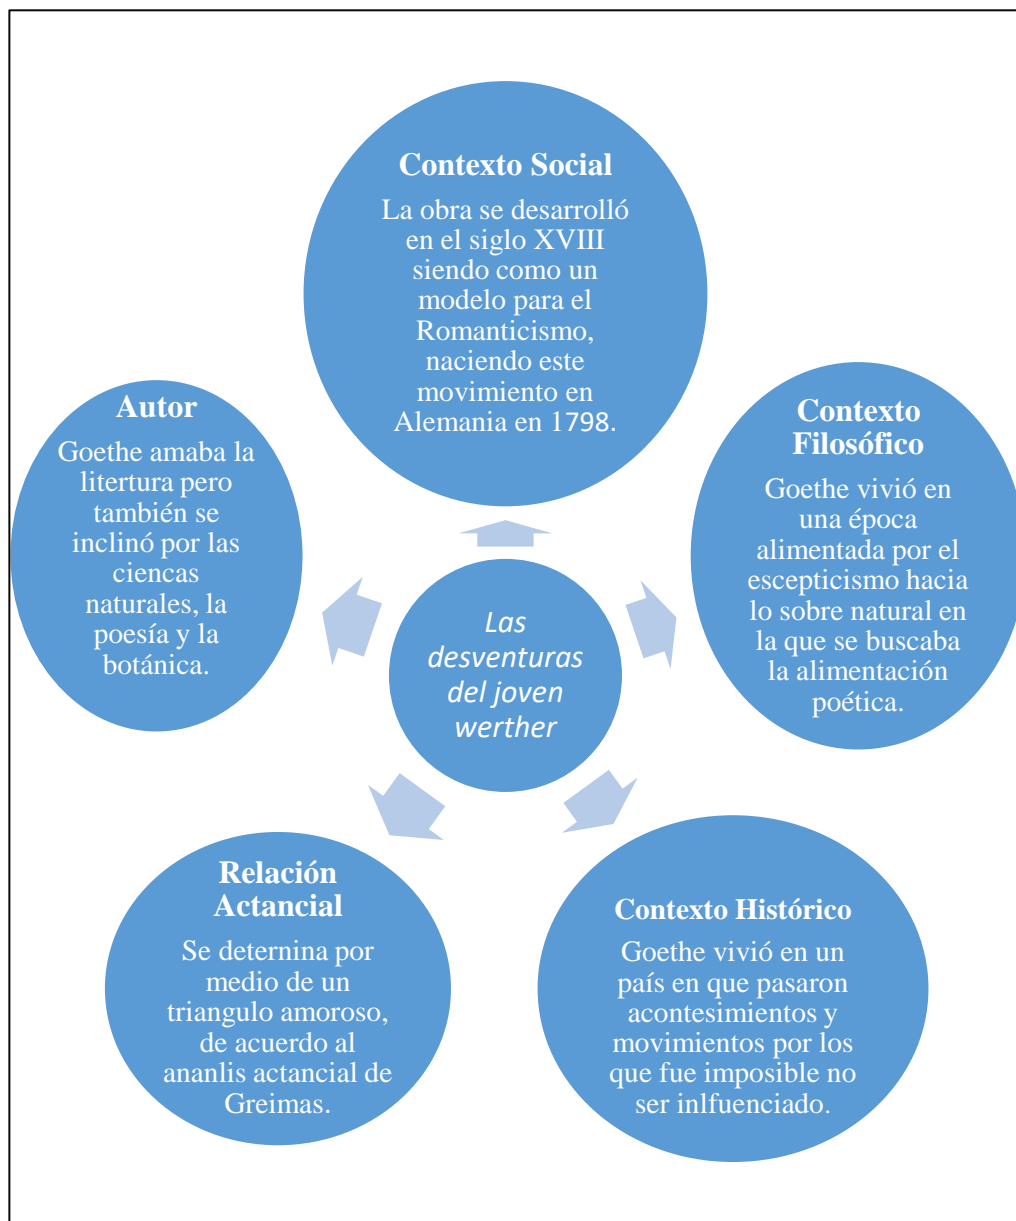 Contexto Social
La obra se desarrolló
en el siglo XVIII
siendo como un
modelo para el
Romanticismo,
naciendo este
movimiento en
Alemania en 1798.
Autor
Goethe amaba la
litertura pero
también se
inclinó por las
ciencas
naturales, la
poesía y la
botánica.
Contexto
Filosófico
Goethe vivió en
una época
alimentada por el
escepticismo hacia
lo sobre natural en
la que se buscaba
la alimentación
poética.
Las
desventuras
del joven
werther
Relación
Actancial
Se deternina por
medio de un
triangulo amoroso,
de acuerdo al
ananlis actancial de
Greimas.
Contexto Histórico
Goethe vivió en un
país en que pasaron
acontesimientos y
movimientos por los
que fue imposible no
ser inlfuenciado.